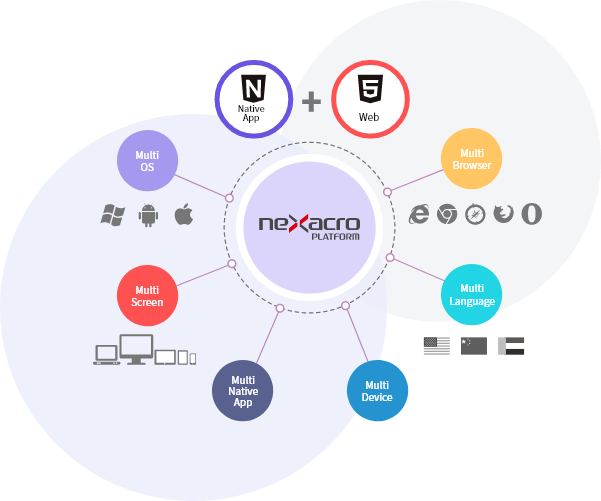 N
Native
App
+
5
Web
Multi
OS
Multi
Browser
nexacro
PLATFORM
Multi
Screen
Multi
Language
Multi
Native
App
Multi
Device